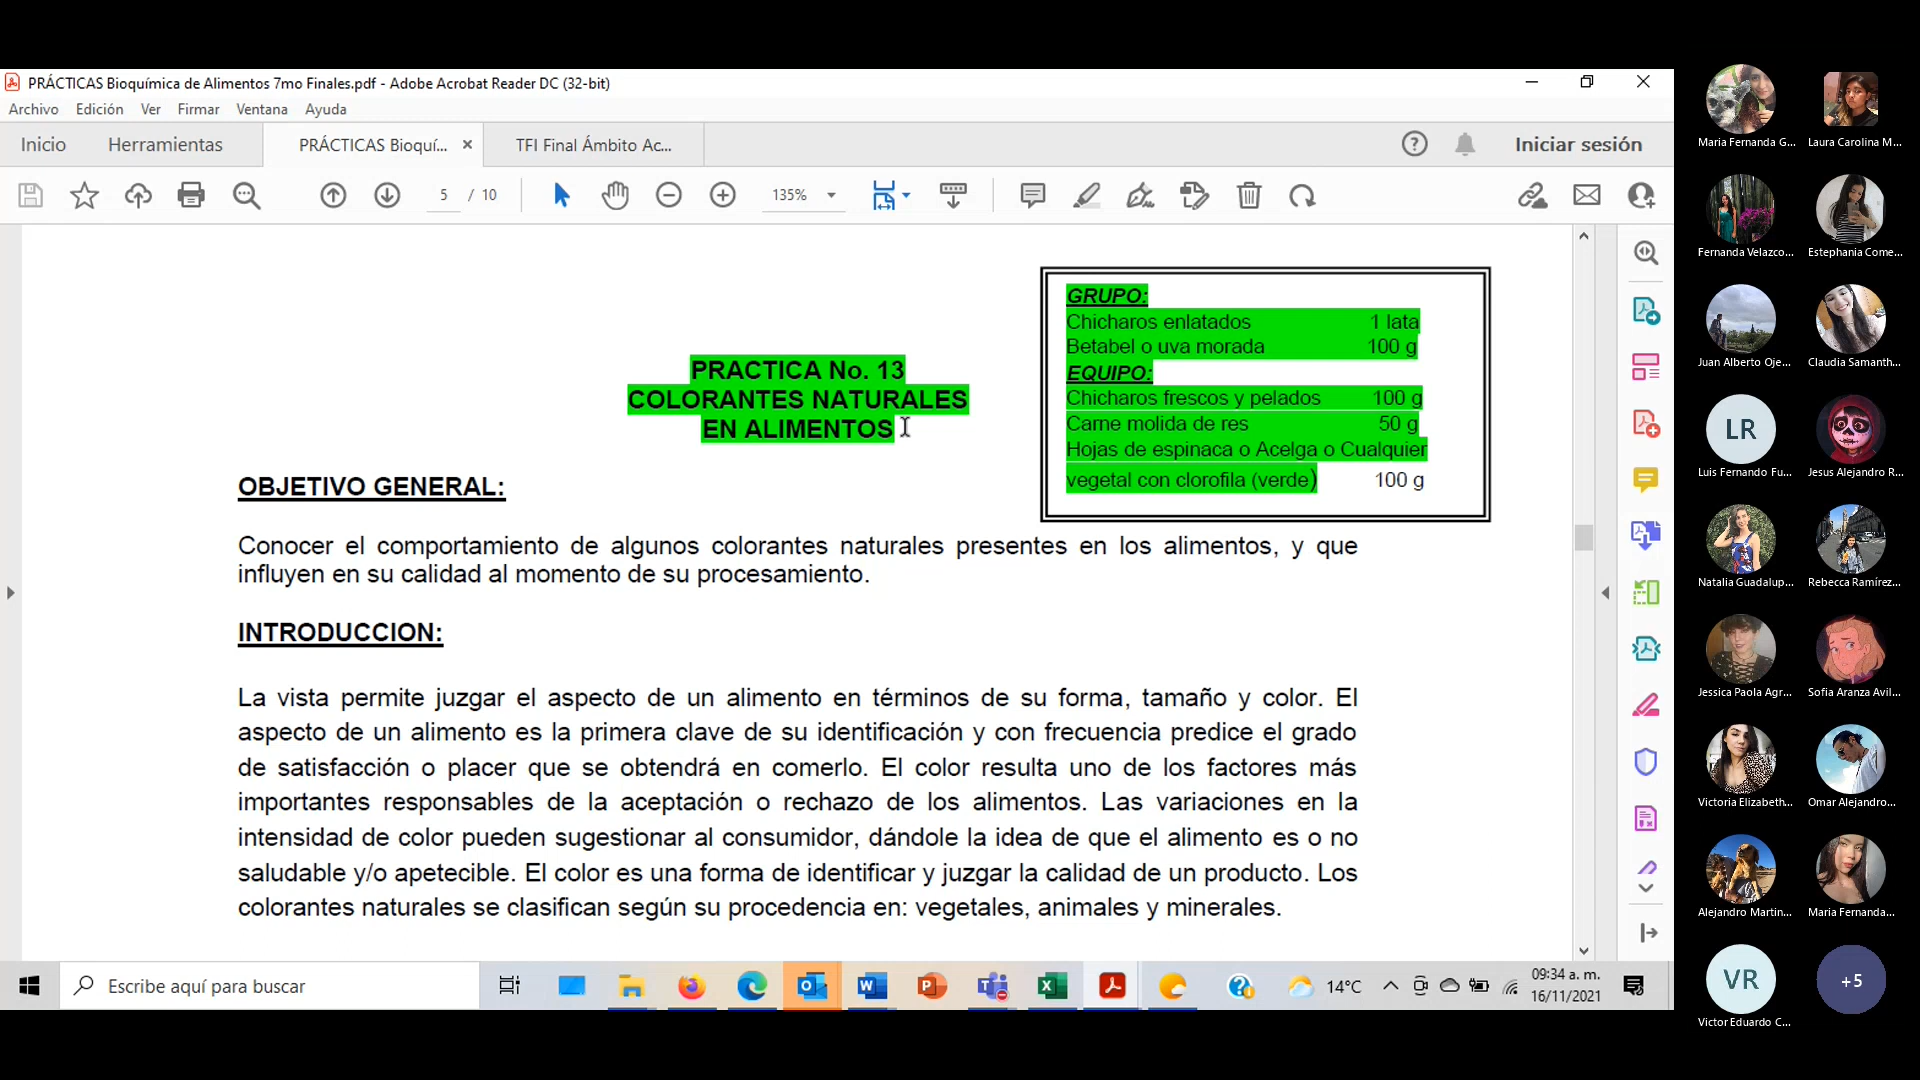 PRÁCTICAS Bioquímica de Alimentos 7mo Finales.pdf - Adobe Acrobat Reader DC (32-bit)
Archivo Edición Ver Firmar Ventana Ayuda
Inicio Herramientas PRÁCTICAS Bioquí... × TFI Final Ámbito Ac... Iniciar sesión
5 / 10 135%
GRUPO:
Chicharos enlatados 1 lata
Betabel o uva morada 100 g
EQUIPO:
Chicharos frescos y pelados 100 g
Carne molida de res 50 g
Hojas de espinaca o Acelga o Cualquier
vegetal con clorofila (verde) 100 g
PRACTICA No. 13
COLORANTES NATURALES
EN ALIMENTOS
OBJETIVO GENERAL:
Conocer el comportamiento de algunos colorantes naturales presentes en los alimentos, y que
influyen en su calidad al momento de su procesamiento.
INTRODUCCION:
La vista permite juzgar el aspecto de un alimento en términos de su forma, tamaño y color. El
aspecto de un alimento es la primera clave de su identificación y con frecuencia predice el grado
de satisfacción o placer que se obtendrá en comerlo. El color resulta uno de los factores más
importantes responsables de la aceptación o rechazo de los alimentos. Las variaciones en la
intensidad de color pueden sugestionar al consumidor, dándole la idea de que el alimento es o no
saludable y/o apetecible. El color es una forma de identificar y juzgar la calidad de un producto. Los
colorantes naturales se clasifican según su procedencia en: vegetales, animales y minerales.
Escribe aquí para buscar
14°C
09:34 a. m.
16/11/2021
Maria Fernanda G... Laura Carolina M...
Fernanda Velazco... Estephania Come...
Juan Alberto Oje... Claudia Samanth...
LR
Luis Fernando Fu... Jesus Alejandro R...
Natalia Guadalup... Rebecca Ramírez...
Jessica Paola Agr... Sofia Aranza Avil...
Victoria Elizabeth... Omar Alejandro...
Alejandro Martin... Maria Fernanda...
VR +5
Victor Eduardo C...